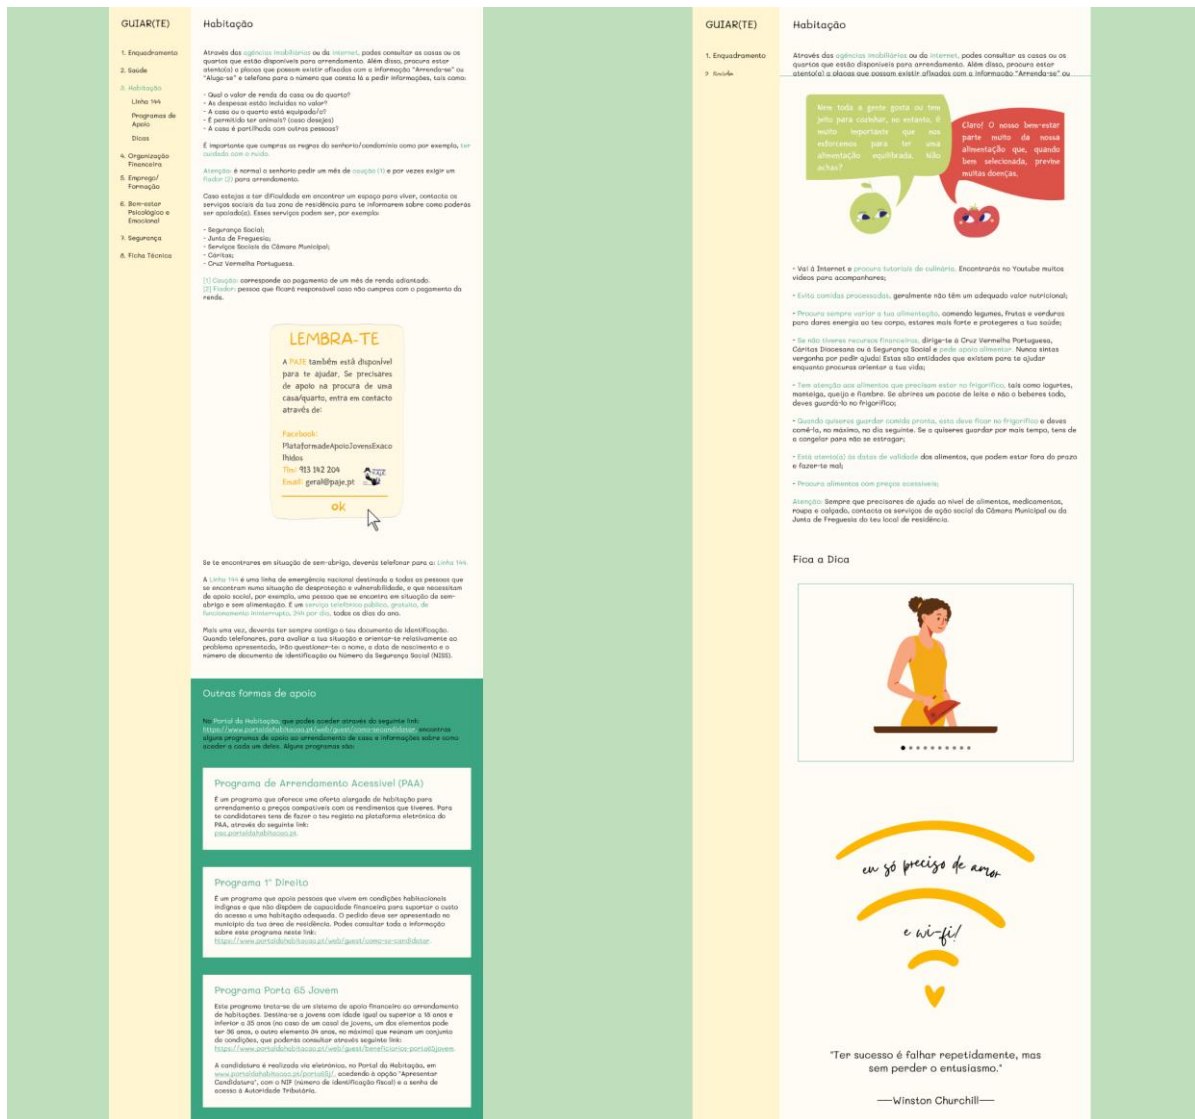 GUIAR(TE)
1. Enquadramento
2. Saúde
3. Habitação
Linha 144
Programas de
Apoio
Dicas
4. Organização
Financeira
5. Emprego/
Formação
6. Bem-estar
Psicológico e
Emocional
7. Segurança
8. Ficha Técnica
Habitação
Através das agências imobiliárias ou da internet, podes consultar as casas ou os
quartos que estão disponíveis para arrendamento. Além disso, procura estar
atento(a) a placas que possam existir afixadas com a informação "Arrenda-se" ou
"Aluga-se" e telefona para o número que consta lá a pedir informações, tais como:
- Qual o valor de renda da casa ou do quarto?
- As despesas estão incluídas no valor?
- A casa ou o quarto está equipada/o?
- É permitido ter animais? (caso desejes)
- A casa é partilhada com outras pessoas?
É importante que cumpras as regras do senhorio/condomínio como por exemplo, ter
cuidado com o ruído.
Atenção: é normal o senhorio pedir um mês de caução (1) e por vezes exigir um
fiador (2) para arrendamento.
Caso estejas a ter dificuldade em encontrar um espaço para viver, contacta os
serviços sociais da tua zona de residência para te informarem sobre como poderás
ser apoiado(a). Esses serviços podem ser, por exemplo:
- Segurança Social;
- Junta de Freguesia;
- Serviços Sociais da Câmara Municipal;
- Cáritas;
- Cruz Vermelha Portuguesa.
[1] Caução: corresponde ao pagamento de um mês de renda adiantado.
[2] Fiador: pessoa que ficará responsável caso não cumpras com o pagamento da
renda.
LEMBRA-TE
A PAJE também está disponível
para te ajudar. Se precisares
de apoio na procura de uma
casa/quarto, entra em contacto
através de:
Facebook:
PlataformadeApoioJovensExaco
lhidos
Tlm: 913 142 204
Email: geral@paje.pt
PAJE
ok
Se te encontrares em situação de sem-abrigo, deverás telefonar para a: Linha 144.
A Linha 144 é uma linha de emergência nacional destinada a todas as pessoas que
se encontram numa situação de desproteção e vulnerabilidade, e que necessitam
de apoio social, por exemplo, uma pessoa que se encontra em situação de sem-
abrigo e sem alimentação. É um serviço telefónico público, gratuito, de
funcionamento ininterrupto, 24h por dia, todos os dias do ano.
Mais uma vez, deverás ter sempre contigo o teu documento de identificação.
Quando telefonares, para avaliar a tua situação e orientar-te relativamente ao
problema apresentado, irão questionar-te: o nome, a data de nascimento e o
número de documento de identificação ou Número da Segurança Social (NISS).
Outras formas de apoio
No Portal da Habitação, que podes aceder através do seguinte link:
https://www.portaldahabitacao.pt/web/guest/como-secandidatar, encontras
alguns programas de apoio ao arrendamento de casa e informações sobre como
aceder a cada um deles. Alguns programas são:
Programa de Arrendamento Acessível (PAA)
É um programa que oferece uma oferta alargada de habitação para
arrendamento a preços compatíveis com os rendimentos que tiveres. Para
te candidatares tens de fazer o teu registo na plataforma eletrónica do
PAA, através do seguinte link:
paa.portaldahabitacao.pt.
Programa 1º Direito
É um programa que apoia pessoas que vivem em condições habitacionais
indignas e que não dispõem de capacidade financeira para suportar o custo
do acesso a uma habitação adequada. O pedido deve ser apresentado no
município da tua área de residência. Podes consultar toda a informação
sobre este programa neste link:
https://www.portaldahabitacao.pt/web/guest/como-se-candidatar.
Programa Porta 65 Jovem
Este programa trata-se de um sistema de apoio financeiro ao arrendamento
de habitações. Destina-se a jovens com idade igual ou superior a 18 anos e
inferior a 35 anos (no caso de um casal de jovens, um dos elementos pode
ter 36 anos, o outro elemento 34 anos, no máximo) que reúnam um conjunto
de condições, que poderás consultar através seguinte link:
https://www.portaldahabitacao.pt/web/guest/beneficiarios-porta65jovem.
A candidatura é realizada via eletrónica, no Portal da Habitação, em
www.portaldahabitacao.pt/porta65j/, acedendo à opção "Apresentar
Candidatura", com o NIF (número de identificação fiscal) e a senha de
acesso à Autoridade Tributária.
GUIAR(TE)
1. Enquadramento
2. Saúde
Habitação
Através das agências imobiliárias ou da internet, podes consultar as casas ou os
quartos que estão disponíveis para arrendamento. Além disso, procura estar
atento(a) a placas que possam existir afixadas com a informação "Arrenda-se" ou
Nem toda a gente gosta ou tem
jeito para cozinhar, no entanto, é
muito importante que nos
esforcemos para ter uma
alimentação equilibrada. Não
achas?
Claro! O nosso bem-estar
parte muito da nossa
alimentação que, quando
bem selecionada, previne
muitas doenças.
- Vai à Internet e procura tutoriais de culinária. Encontrarás no Youtube muitos
vídeos para acompanhares;
- Evita comidas processadas, geralmente não têm um adequado valor nutricional;
- Procura sempre variar a tua alimentação, comendo legumes, frutas e verduras
para dares energia ao teu corpo, estares mais forte e protegeres a tua saúde;
- Se não tiveres recursos financeiros, dirige-te à Cruz Vermelha Portuguesa,
Cáritas Diocesana ou à Segurança Social e pede apoio alimentar. Nunca sintas
vergonha por pedir ajuda! Estas são entidades que existem para te ajudar
enquanto procuras orientar a tua vida;
- Tem atenção aos alimentos que precisam estar no frigorífico, tais como iogurtes,
manteiga, queijo e fiambre. Se abrires um pacote de leite e não o beberes todo,
deves guardá-lo no frigorífico;
- Quando quiseres guardar comida pronta, esta deve ficar no frigorífico e deves
comê-la, no máximo, no dia seguinte. Se a quiseres guardar por mais tempo, tens de
a congelar para não se estragar;
- Está atento(a) às datas de validade dos alimentos, que podem estar fora do prazo
e fazer-te mal;
- Procura alimentos com preços acessíveis;
Atenção: Sempre que precisares de ajuda ao nível de alimentos, medicamentos,
roupa e calçado, contacta os serviços de ação social da Câmara Municipal ou da
Junta de Freguesia do teu local de residência.
Fica a Dica
eu só preciso de amor
e wi-fi!
"Ter sucesso é falhar repetidamente, mas
sem perder o entusiasmo."
—Winston Churchill—